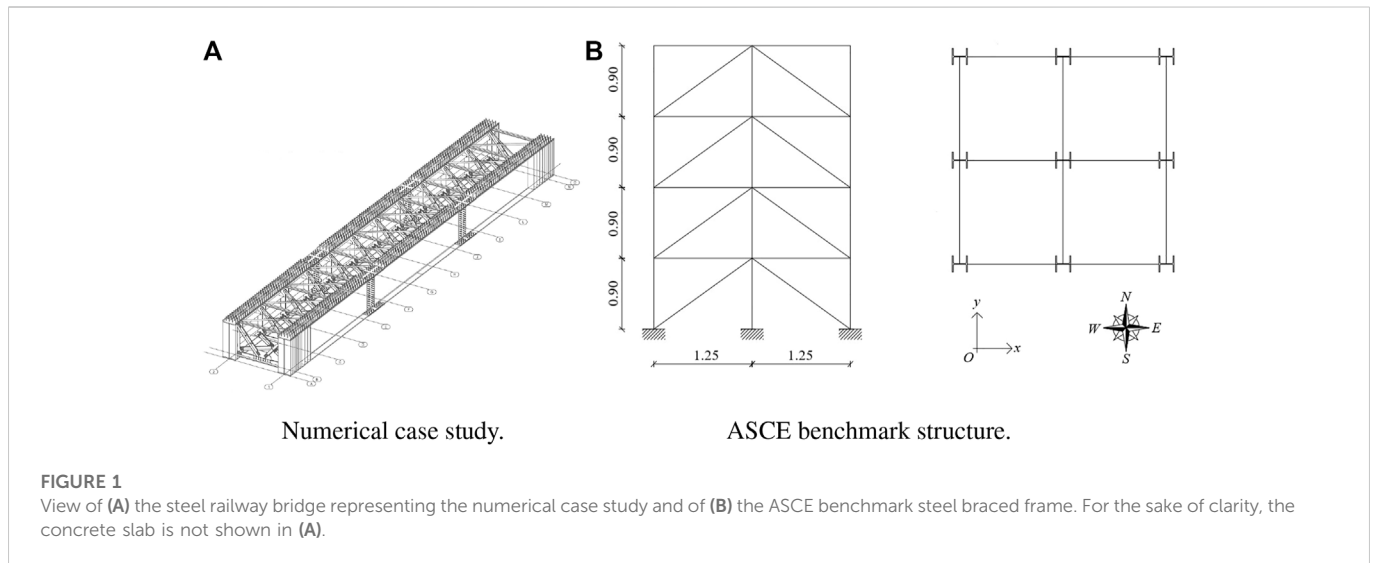 A
B
0.90
0.90
0.90
0.90
1.25
1.25
y
O
x
N
W
E
S
Numerical case study.
ASCE benchmark structure.
FIGURE 1
View of (A) the steel railway bridge representing the numerical case study and of (B) the ASCE benchmark steel braced frame. For the sake of clarity, the
concrete slab is not shown in (A).